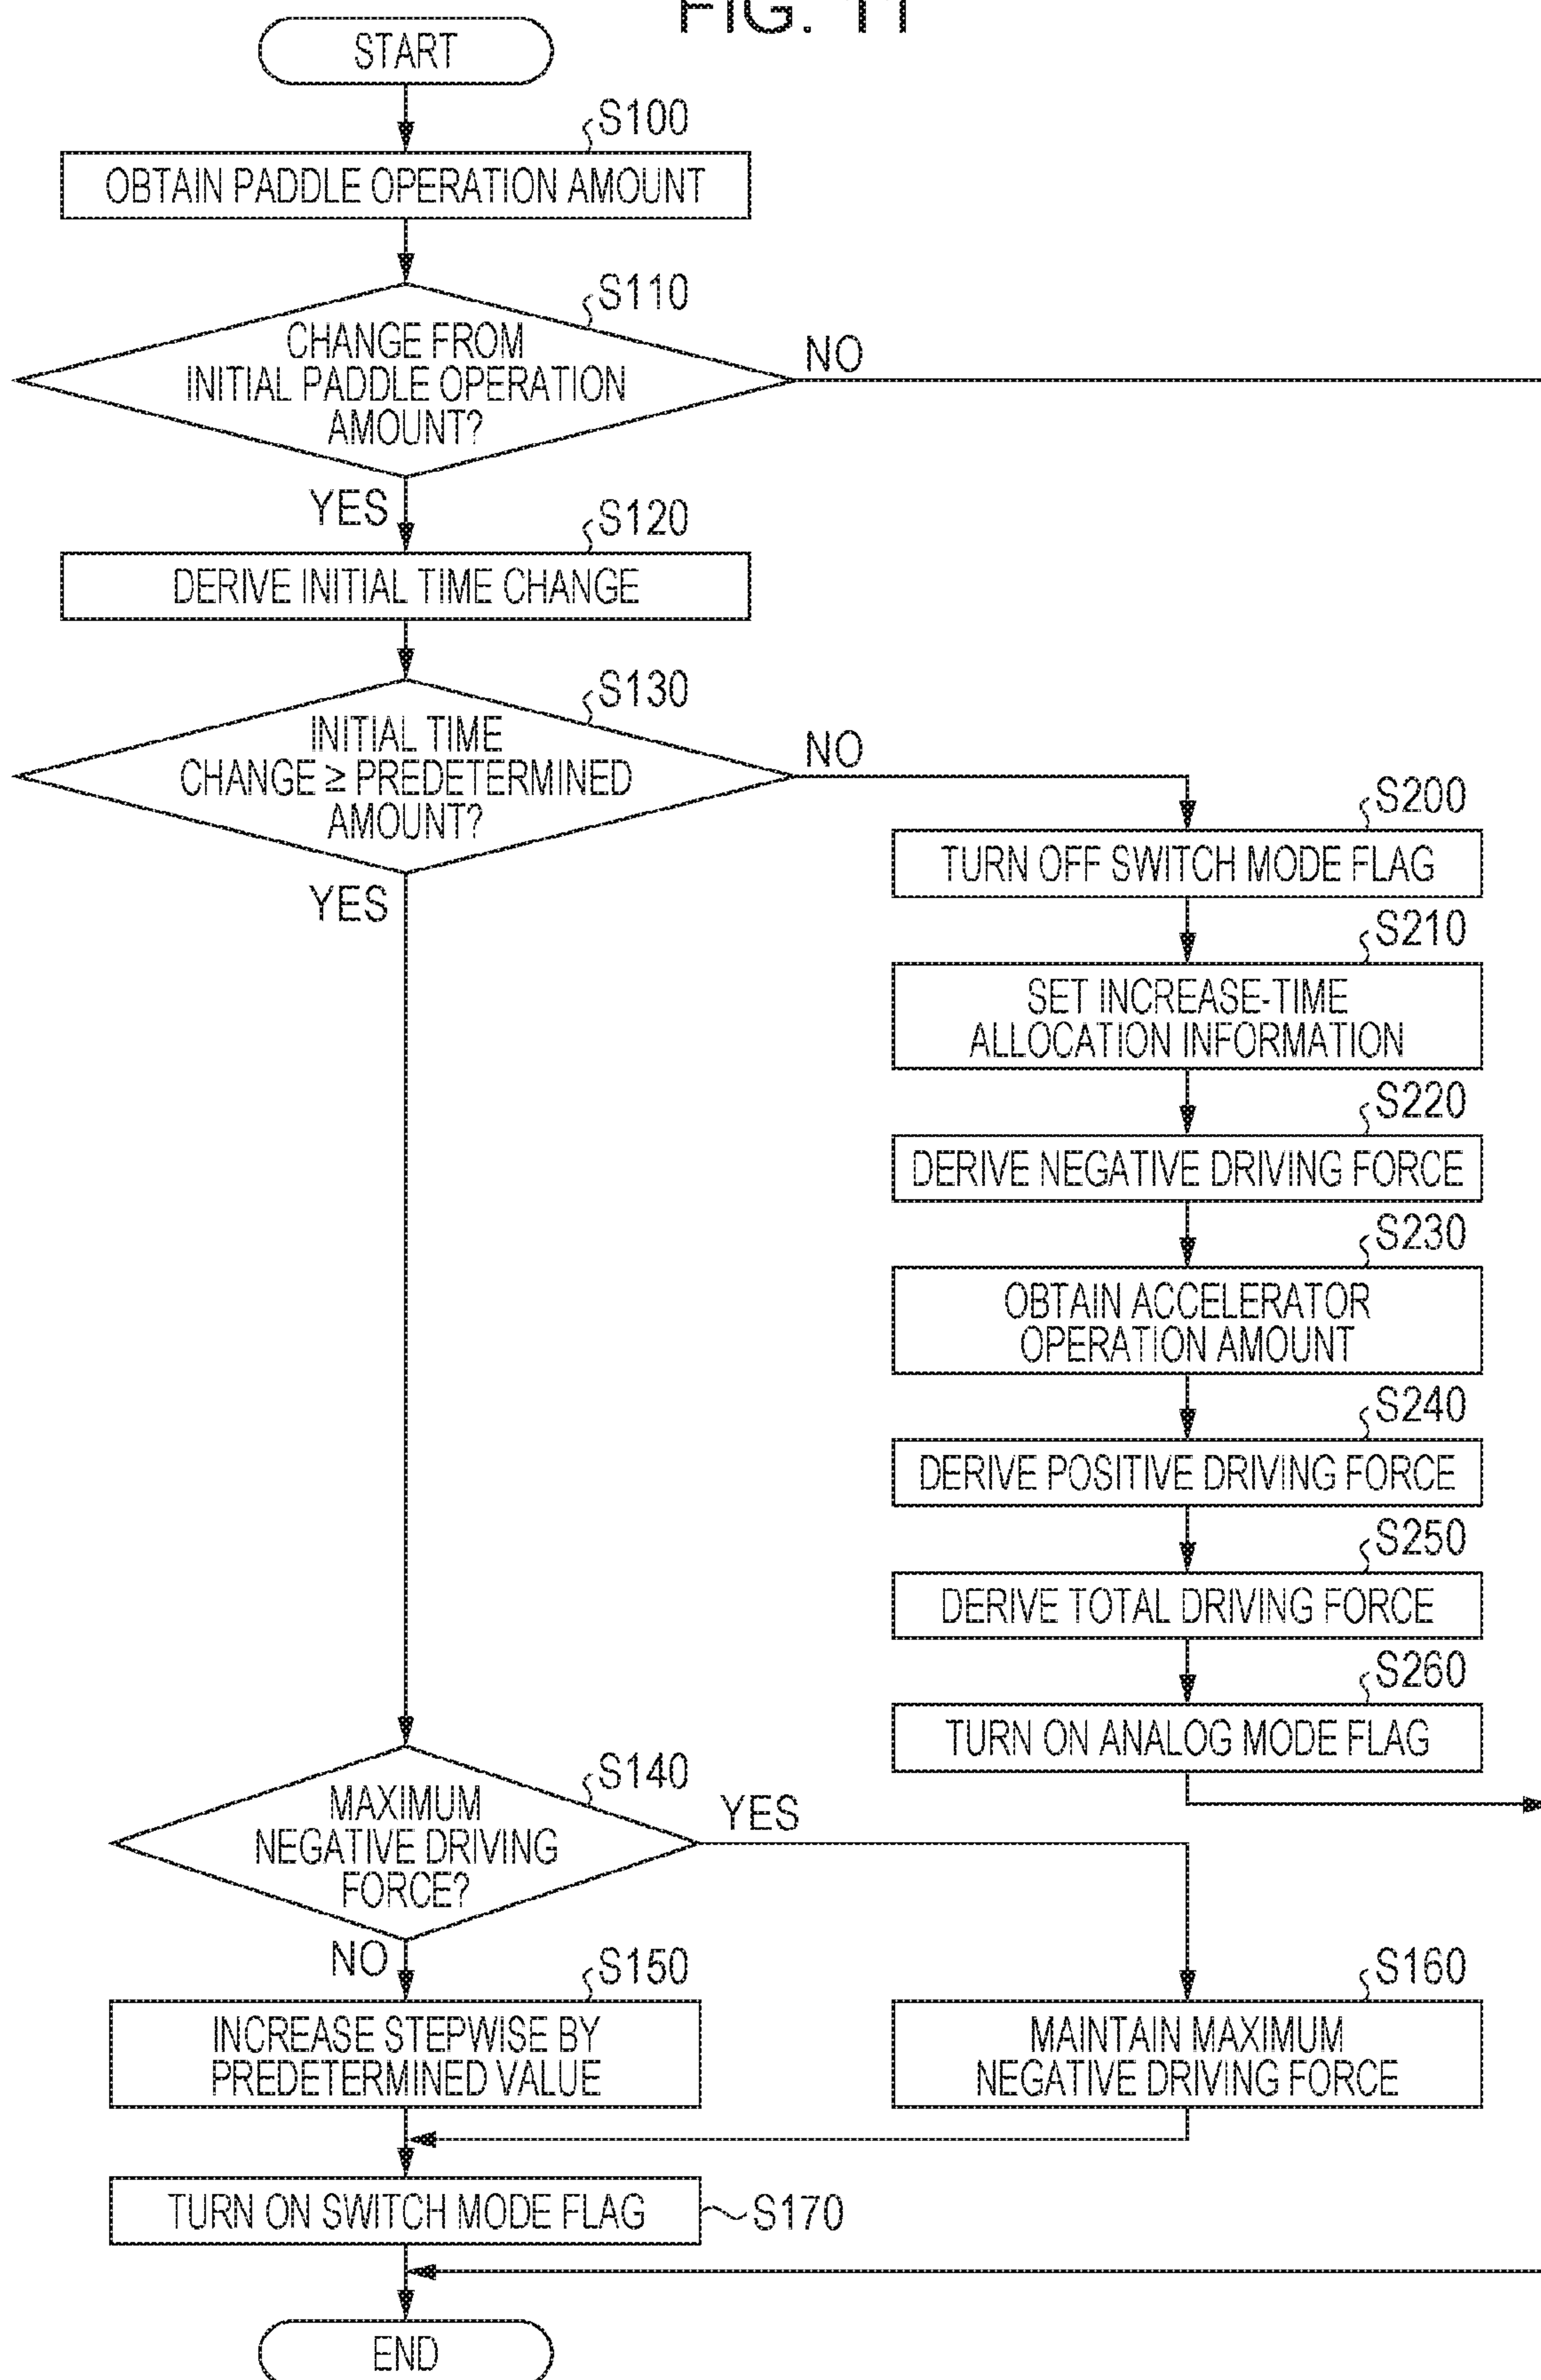 FIG. 11
START
S100
OBTAIN PADDLE OPERATION AMOUNT
S110
CHANGE FROM
INITIAL PADDLE OPERATION
AMOUNT?
NO
YES
S120
DERIVE INITIAL TIME CHANGE
S130
INITIAL TIME
CHANGE ≥ PREDETERMINED
AMOUNT?
NO
YES
S200
TURN OFF SWITCH MODE FLAG
S210
SET INCREASE-TIME
ALLOCATION INFORMATION
S220
DERIVE NEGATIVE DRIVING FORCE
S230
OBTAIN ACCELERATOR
OPERATION AMOUNT
S240
DERIVE POSITIVE DRIVING FORCE
S250
DERIVE TOTAL DRIVING FORCE
S260
TURN ON ANALOG MODE FLAG
S140
MAXIMUM
NEGATIVE DRIVING
FORCE?
YES
NO
S150
INCREASE STEPWISE BY
PREDETERMINED VALUE
S160
MAINTAIN MAXIMUM
NEGATIVE DRIVING FORCE
TURN ON SWITCH MODE FLAG
S170
END